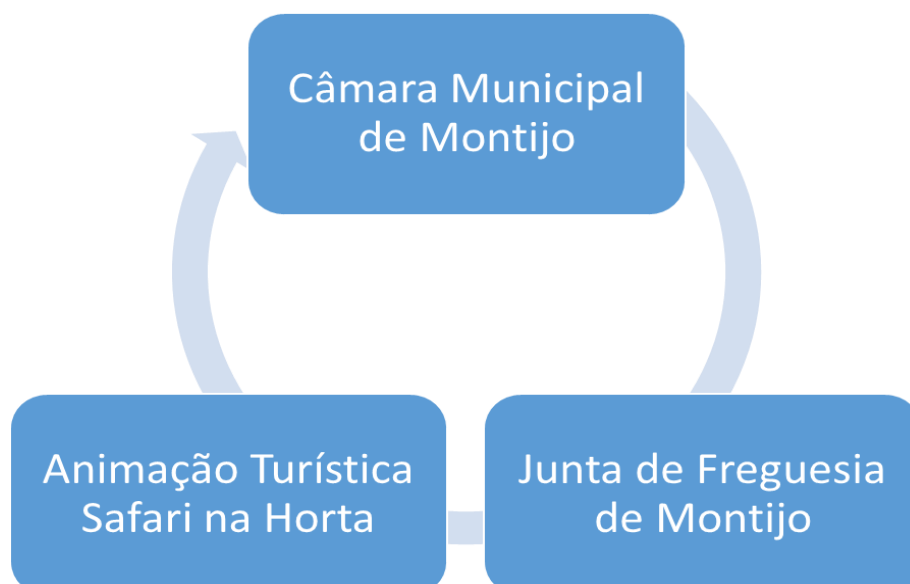 Câmara Municipal
de Montijo
Animação Turística
Safari na Horta
Junta de Freguesia
de Montijo